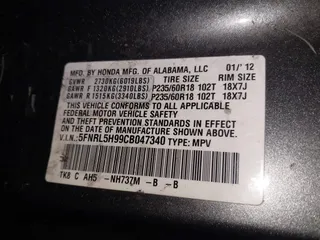 MFD. BY HONDA MFG. OF ALABAMA, LLC 01/'12
GVWR 2730KG(6019LBS) TIRE SIZE RIM SIZE
GAWR F 1320KG(2910LBS) P235/60R18 102T 18X7J
GAWR R 1515KG(3340LBS) P235/60R18 102T 18X7J
THIS VEHICLE CONFORMS TO ALL APPLICABLE FEDERAL MOTOR
VEHICLE SAFETY AND THEFT PREVENTION STANDARDS IN EFFECT ON
THE DATE OF MANUFACTURE SHOWN ABOVE.
V.I.N.: 5FNRL5H99CB047340 TYPE: MPV
TK8 C AH5 -NH737M -B -B